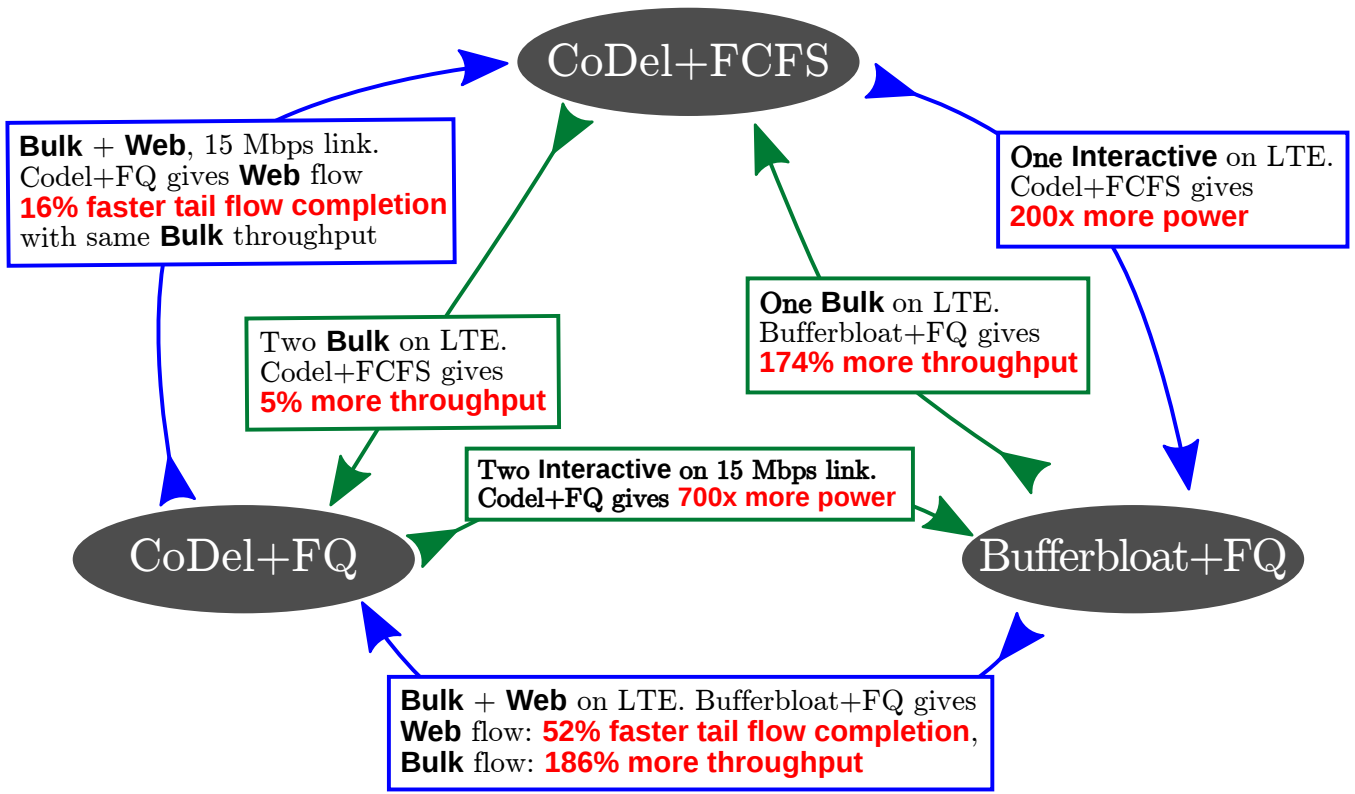 CoDel+FCFS
Bulk + Web, 15 Mbps link.
Codel+FQ gives Web flow
16% faster tail flow completion
with same Bulk throughput
One Interactive on LTE.
Codel+FCFS gives
200x more power
One Bulk on LTE.
Bufferbloat+FQ gives
174% more throughput
Two Bulk on LTE.
Codel+FCFS gives
5% more throughput
Two Interactive on 15 Mbps link.
Codel+FQ gives 700x more power
CoDel+FQ
Bufferbloat+FQ
Bulk + Web on LTE. Bufferbloat+FQ gives
Web flow: 52% faster tail flow completion,
Bulk flow: 186% more throughput